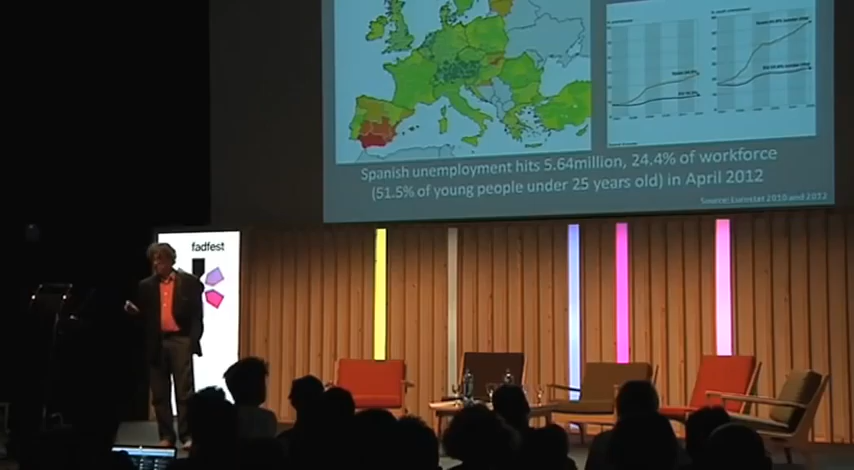 Spanish unemployment hits 5.64million, 24.4% of workforce
(51.5% of young people under 25 years old) in April 2012
Source: Eurostat 2010 and 2012
fadfest